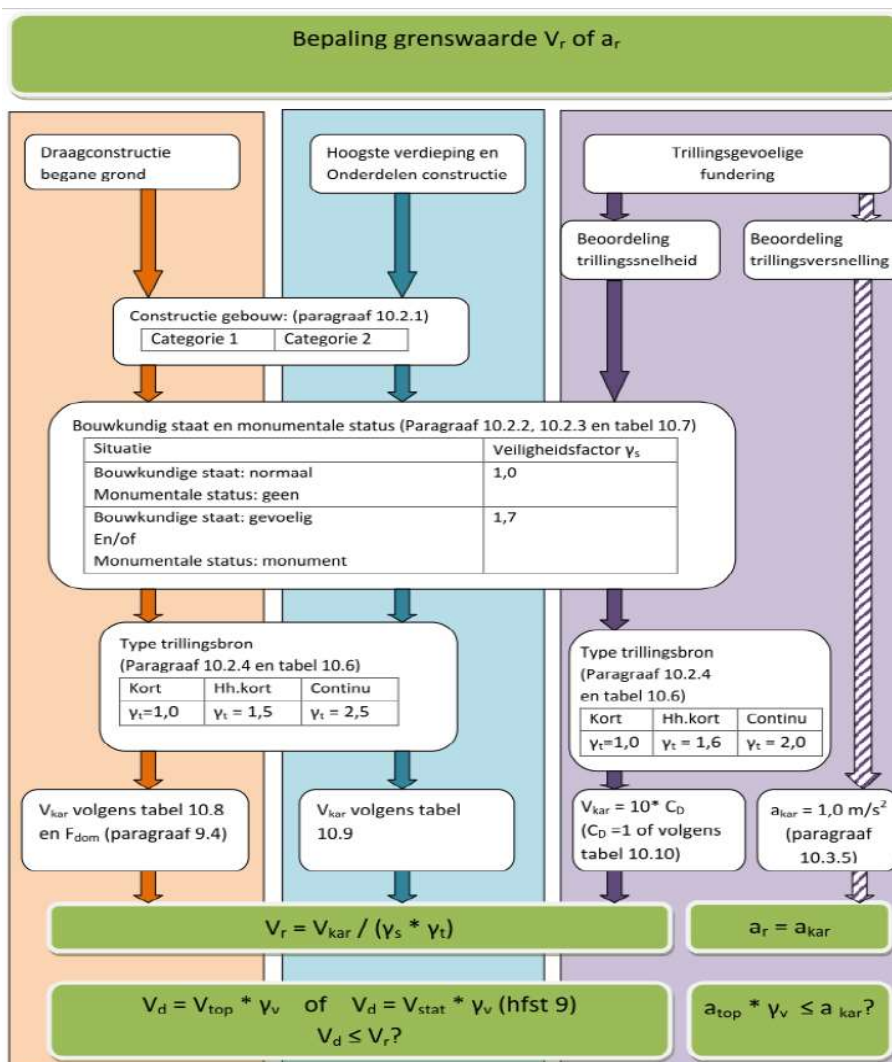 Bepaling grenswaarde Vr of ar
Draagconstructie
begane grond
Hoogste verdieping en
Onderdelen constructie
Trillingsgevoelige
fundering
Beoordeling
trillingssnelheid
Beoordeling
trillingsversnelling
Constructie gebouw: (paragraaf 10.2.1)
Categorie 1 Categorie 2
Bouwkundig staat en monumentale status (Paragraaf 10.2.2, 10.2.3 en tabel 10.7)
Situatie Veiligheidsfactor γs
Bouwkundige staat: normaal 1,0
Monumentale status: geen
Bouwkundige staat: gevoelig 1,7
En/of
Monumentale status: monument
Type trillingsbron
(Paragraaf 10.2.4 en tabel 10.6)
Kort Hh.kort Continu
γt=1,0 γt = 1,5 γt = 2,5
Type trillingsbron
(Paragraaf 10.2.4
en tabel 10.6)
Kort Hh.kort Continu
γt=1,0 γt = 1,6 γt = 2,0
Vkar volgens tabel 10.8
en Fdom (paragraaf 9.4)
Vkar volgens tabel
10.9
Vkar = 10* CD
(CD =1 of volgens
tabel 10.10)
akar = 1,0 m/s²
(paragraaf
10.3.5)
Vr = Vkar / (γs * γt)
ar = akar
Vd = Vtop * γv of Vd = Vstat * γv (hfst 9)
Vd ≤ Vr?
atop * γv ≤ a kar?